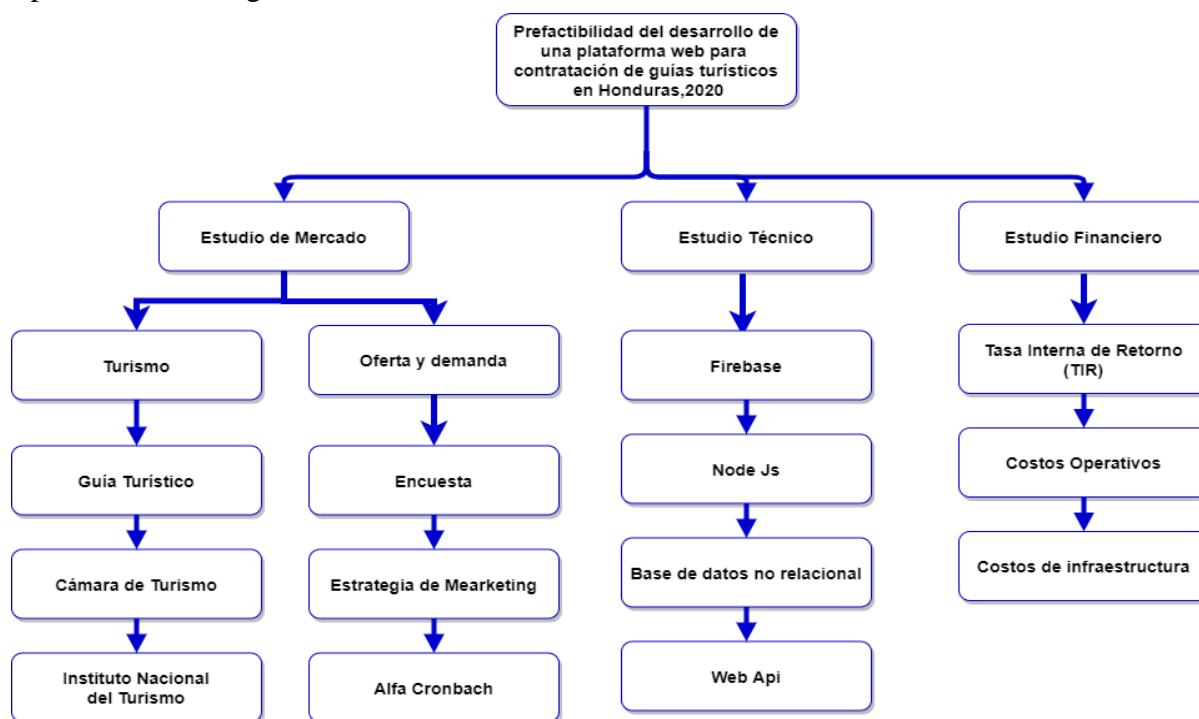 Prefactibilidad del desarrollo de
una plataforma web para
contratación de guías turísticos
en Honduras,2020
Estudio de Mercado
Estudio Técnico
Estudio Financiero
Turismo
Oferta y demanda
Firebase
Tasa Interna de Retorno
(TIR)
Guía Turístico
Encuesta
Node Js
Costos Operativos
Cámara de Turismo
Estrategia de Mearketing
Base de datos no relacional
Costos de infraestructura
Instituto Nacional
del Turismo
Alfa Cronbach
Web Api